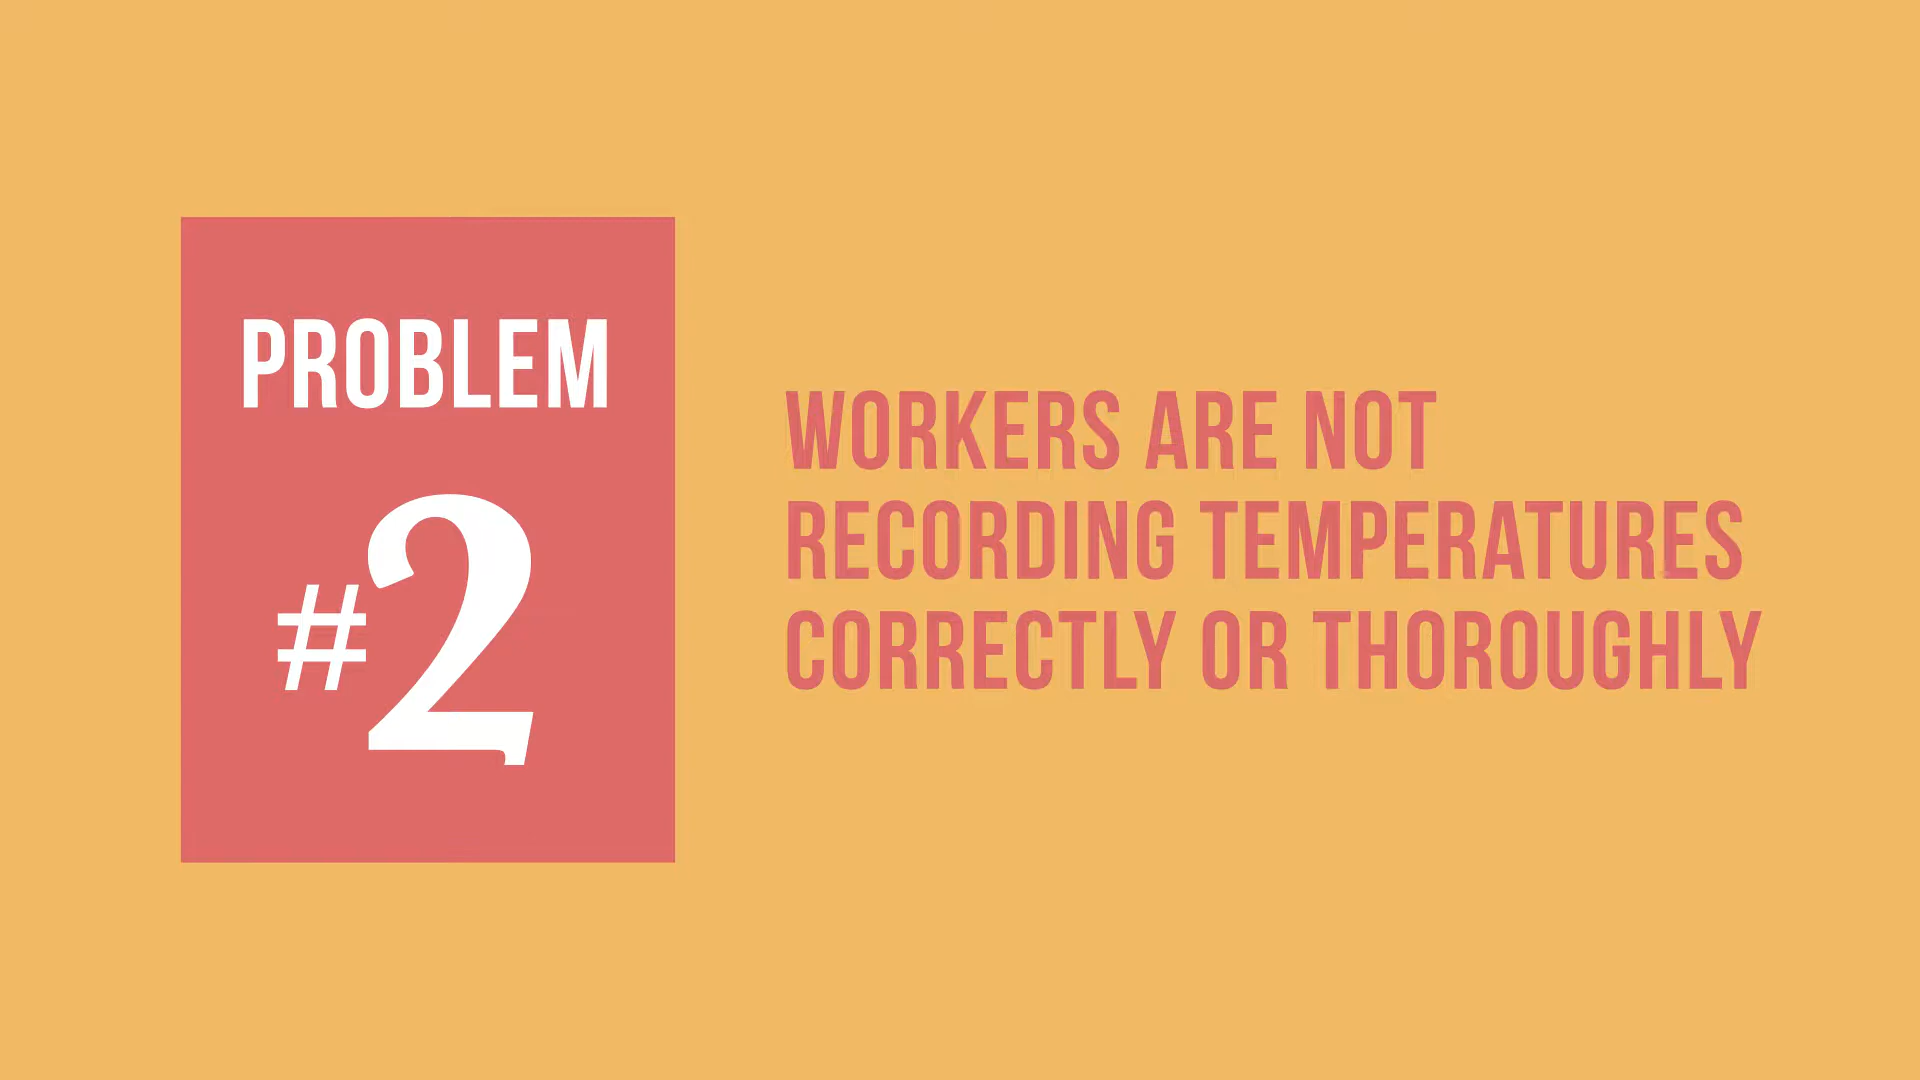 PROBLEM
#2
WORKERS ARE NOT
RECORDING TEMPERATURES
CORRECTLY OR THOROUGHLY